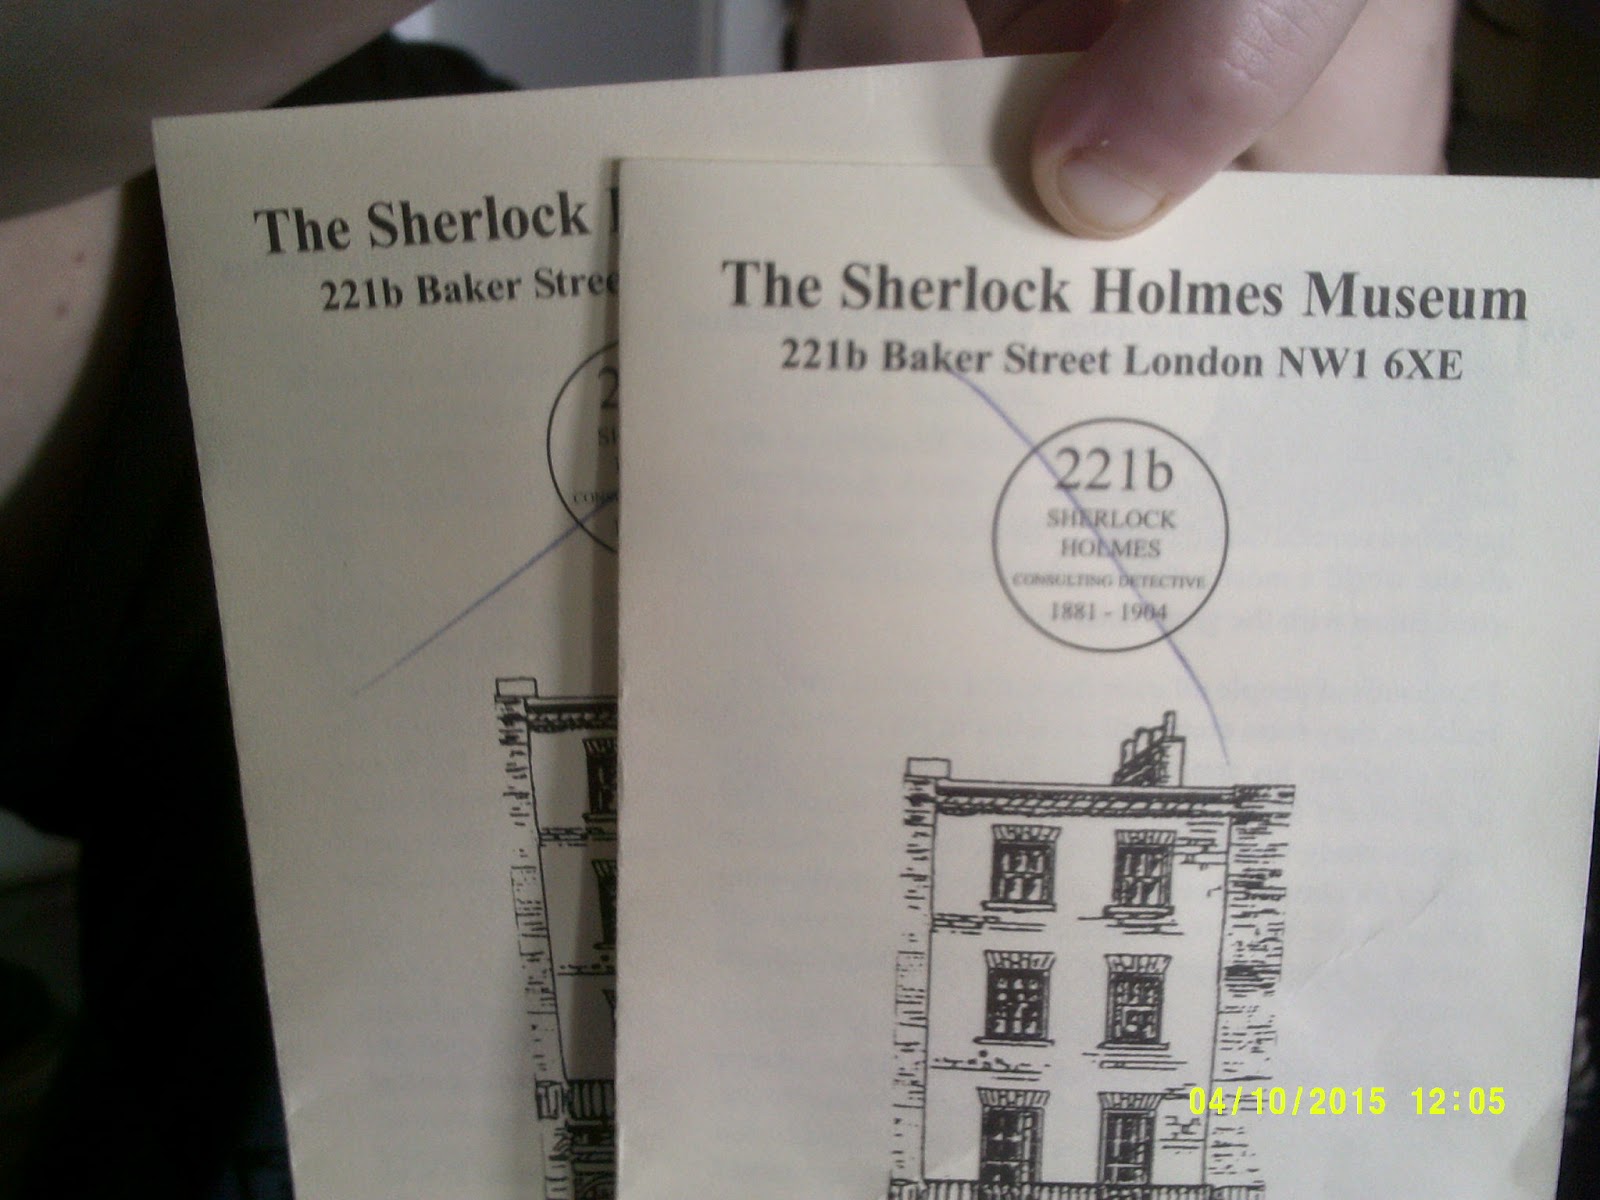 The Sherlock
221b Baker Stree
The Sherlock Holmes Museum
221b Baker Street London NW1 6XE
221b
SHERLOCK
HOLMES
CONSULTING DETECTIVE
1881 - 1904
04/10/2015 12:05